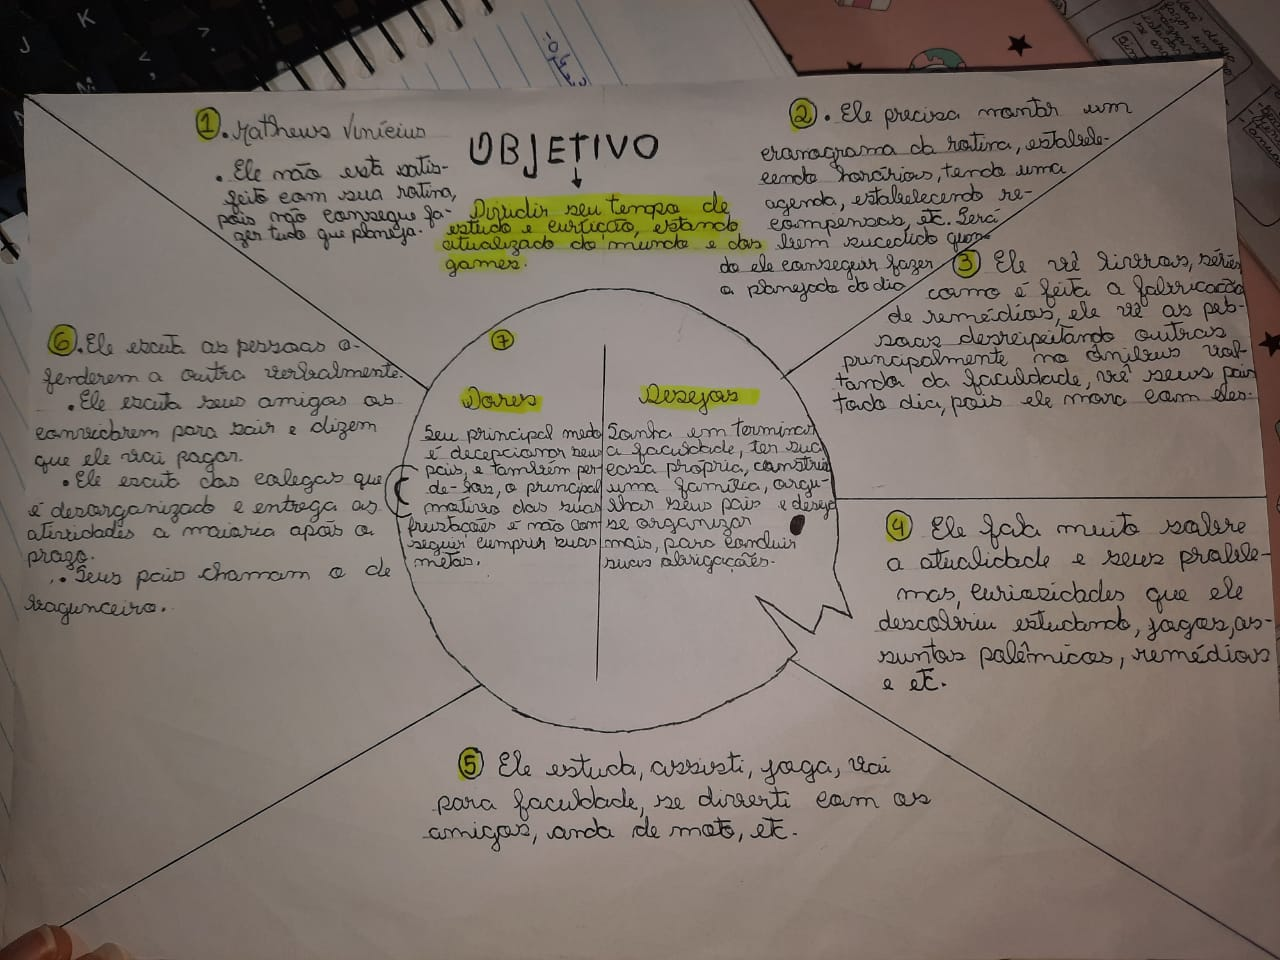 OBJETIVO
Dividir seu tempo de
estudo e curtição, estando
atualizado do mundo e dos
games.
1. Matheus Vinicius
• Ele não está satis-
feito com sua rotina,
pois não consegue fa-
zer tudo que planeja.
2. Ele precisa montar um
cronograma da rotina, estabele-
cendo horários, tendo uma
agenda, estabelecendo re-
compensas, etc. Será
bem sucedido quan-
do ele conseguir fazer
o planejado do dia
3 Ele vê livros, séries
como é feita a fabricação
de remédios, ele vê as pes-
soas desrespeitando outras
principalmente no ônibus vol-
tando da faculdade, vê seus pais
todo dia, pois ele mora com eles.
4 Ele fala muito sobre
a atualidade e seus proble-
mas, curiosidades que ele
descobriu estudando, jogos, as-
suntos polêmicos, remédios
e etc.
5 Ele estuda, assisti, joga, vai
para faculdade, se diverti com os
amigos, anda de moto, etc.
6. Ele escuta as pessoas o-
fenderem a outra verbalmente.
• Ele escuta seus amigos os
convidarem para sair e dizem
que ele vai pagar.
• Ele escuta dos colegas que
é desorganizado e entrega as
atividades a maioria após o
prazo.
• Seus pais chamam o de
bagunceiro.
7
Dores
Seu principal medo
é decepcionar seus
pais, e também per-
de-los, o principal
motivo das suas
frustações é não con
seguir cumprir suas
metas.
Desejos
Sonha em terminar
a faculdade, ter sua
casa própria, construir
uma família, orgu-
lhar seus pais e deseja
se organizar
mais, para concluir
suas obrigações.
J
K